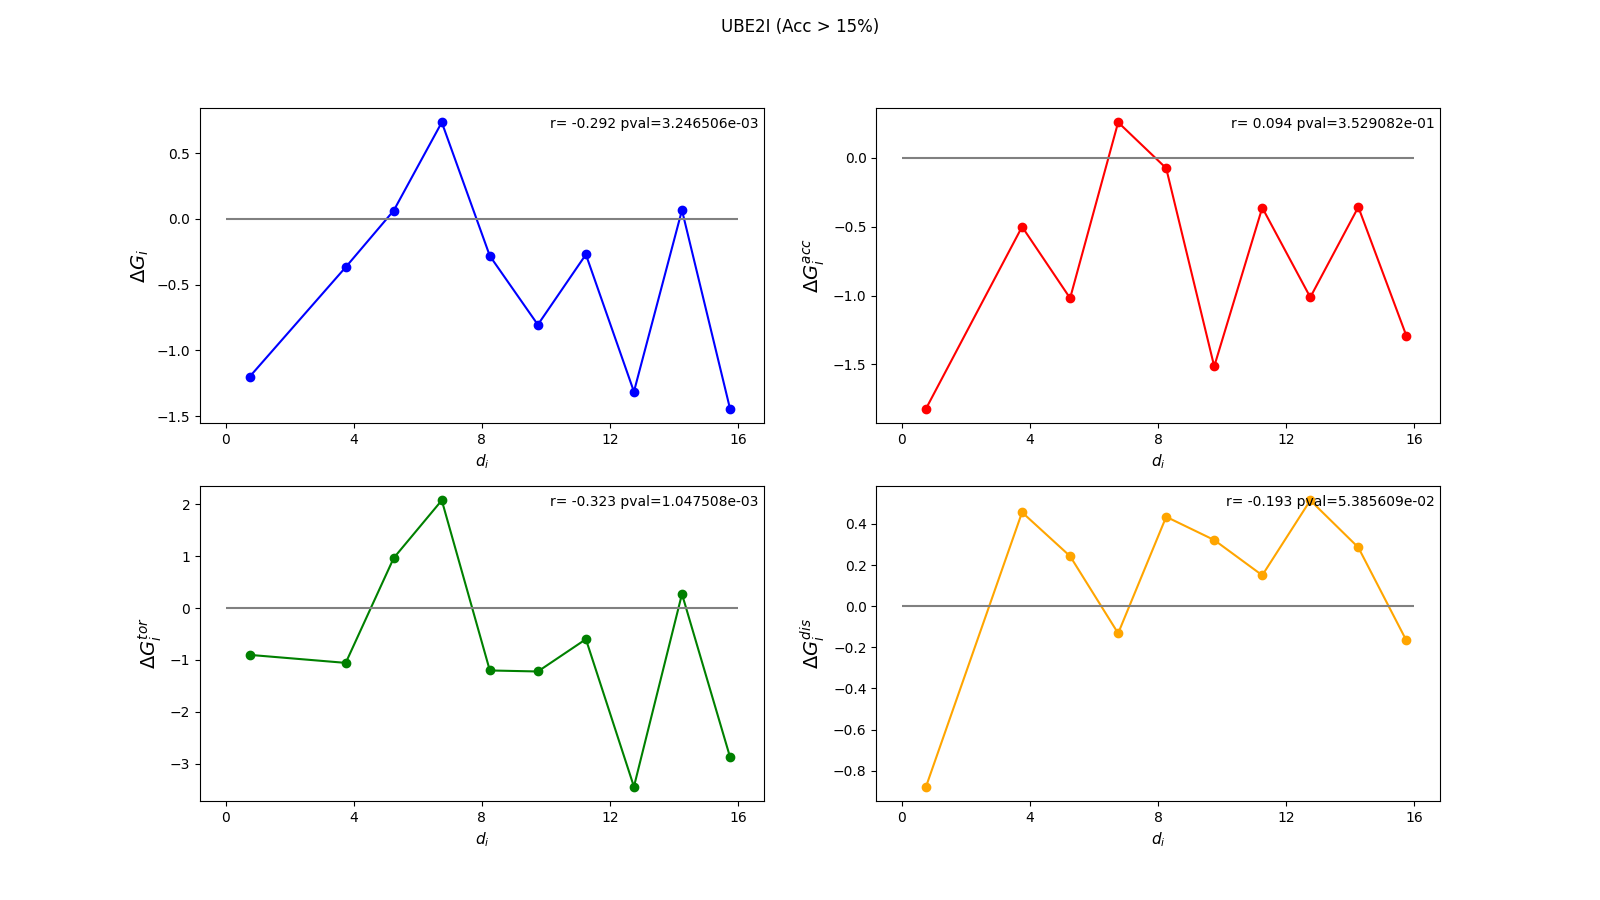 UBE2I (Acc > 15%)
r= -0.292 pval=3.246506e-03
0.5
0.0
−0.5
−1.0
−1.5
ΔG_i
0 4 8 12 16
d_i
r= 0.094 pval=3.529082e-01
0.0
−0.5
−1.0
−1.5
ΔG_i^acc
0 4 8 12 16
d_i
r= -0.323 pval=1.047508e-03
2
1
0
−1
−2
−3
ΔG_i^tor
0 4 8 12 16
d_i
r= -0.193 pval=5.385609e-02
0.4
0.2
0.0
−0.2
−0.4
−0.6
−0.8
ΔG_i^dis
0 4 8 12 16
d_i